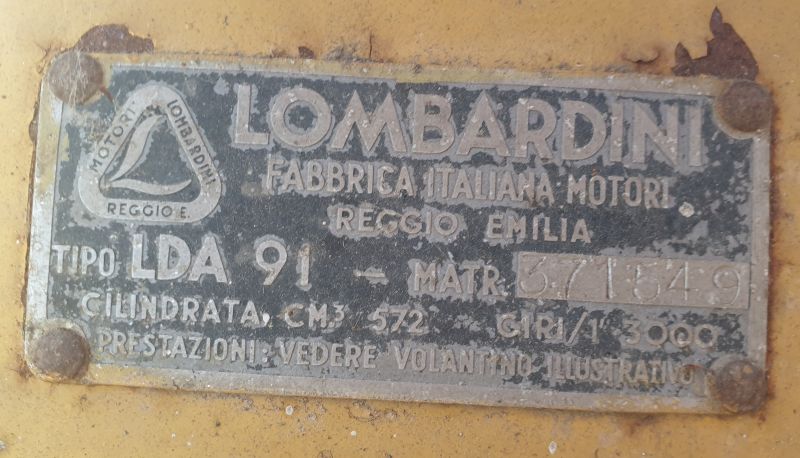 MOTORI LOMBARDINI
REGGIO E.
LOMBARDINI
FABBRICA ITALIANA MOTORI
REGGIO EMILIA
TIPO LDA 91 - MATR. 371549
CILINDRATA, CM³ 572 GIRI/1' 3000
PRESTAZIONI: VEDERE VOLANTINO ILLUSTRATIVO